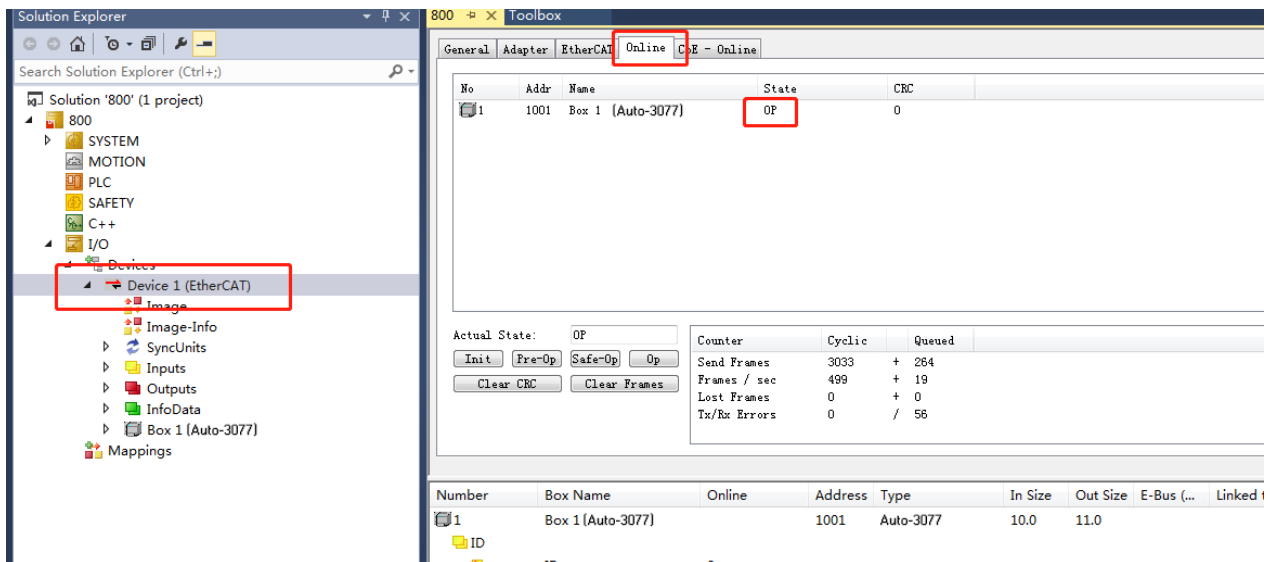 Solution Explorer
Search Solution Explorer (Ctrl+;)
Solution '800' (1 project)
800
SYSTEM
MOTION
PLC
SAFETY
C++
I/O
Devices
Device 1 (EtherCAT)
Image
Image-Info
SyncUnits
Inputs
Outputs
InfoData
Box 1 (Auto-3077)
Mappings
800 Toolbox
General Adapter EtherCAT Online CoE - Online
No Addr Name State CRC
1 1001 Box 1 (Auto-3077) OP 0
Actual State: OP
Init Pre-Op Safe-Op Op
Clear CRC Clear Frames
Counter Cyclic Queued
Send Frames 3033 + 264
Frames / sec 499 + 19
Lost Frames 0 + 0
Tx/Rx Errors 0 / 56
Number Box Name Online Address Type In Size Out Size E-Bus (... Linked
1 Box 1 (Auto-3077) 1001 Auto-3077 10.0 11.0
ID